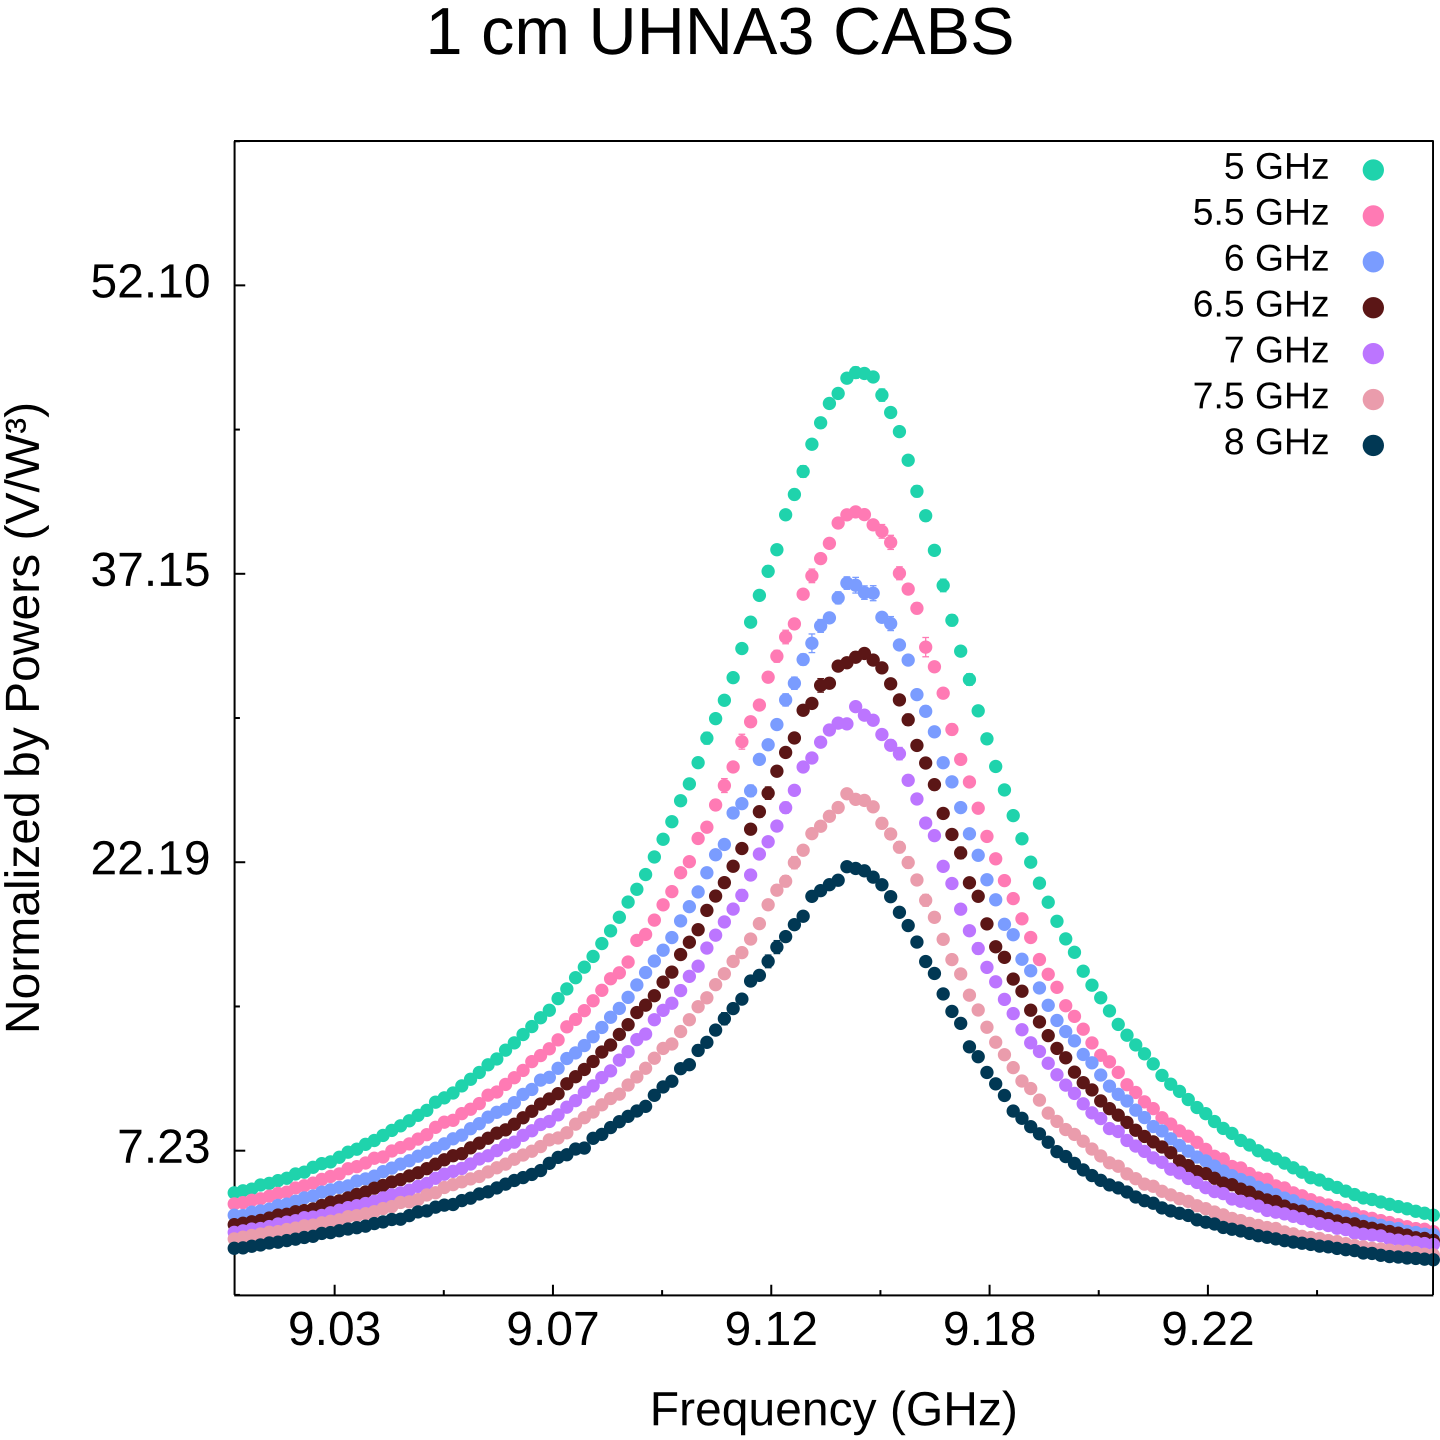 1 cm UHNA3 CABS
5 GHz
5.5 GHz
6 GHz
6.5 GHz
7 GHz
7.5 GHz
8 GHz
52.10
37.15
22.19
7.23
Normalized by Powers (V/W³)
9.03 9.07 9.12 9.18 9.22
Frequency (GHz)